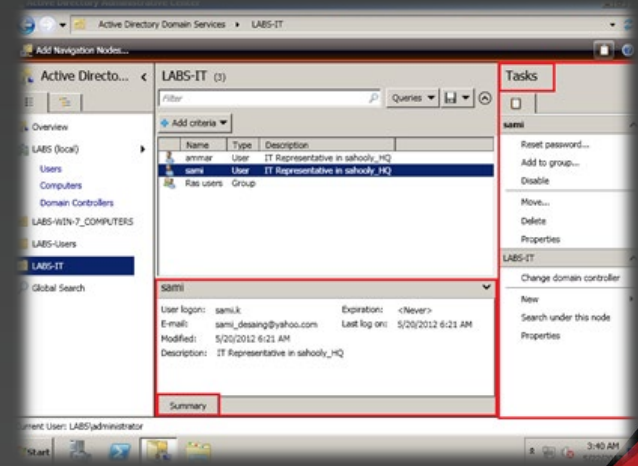 Active Directory Administrative Center
Active Directory Domain Services
LABS-IT
Add Navigation Nodes...
Active Directo...
Overview
LABS (local)
Users
Computers
Domain Controllers
LABS-WIN-7_COMPUTERS
LABS-Users
LABS-IT
Global Search
LABS-IT (3)
Filter
Queries
Add criteria
Name Type Description
ammar User IT Representative in sahooly_HQ
sami User IT Representative in sahooly_HQ
Ras users Group
sami
User logon: sami.k Expiration: <Never>
E-mail: sami_desaing@yahoo.com Last log on: 5/20/2012 6:21 AM
Modified: 5/20/2012 6:21 AM
Description: IT Representative in sahooly_HQ
Summary
Tasks
sami
Reset password...
Add to group...
Disable
Move...
Delete
Properties
LABS-IT
Change domain controller
New
Search under this node
Properties
User: LABS\administrator
Start
3:40 AM